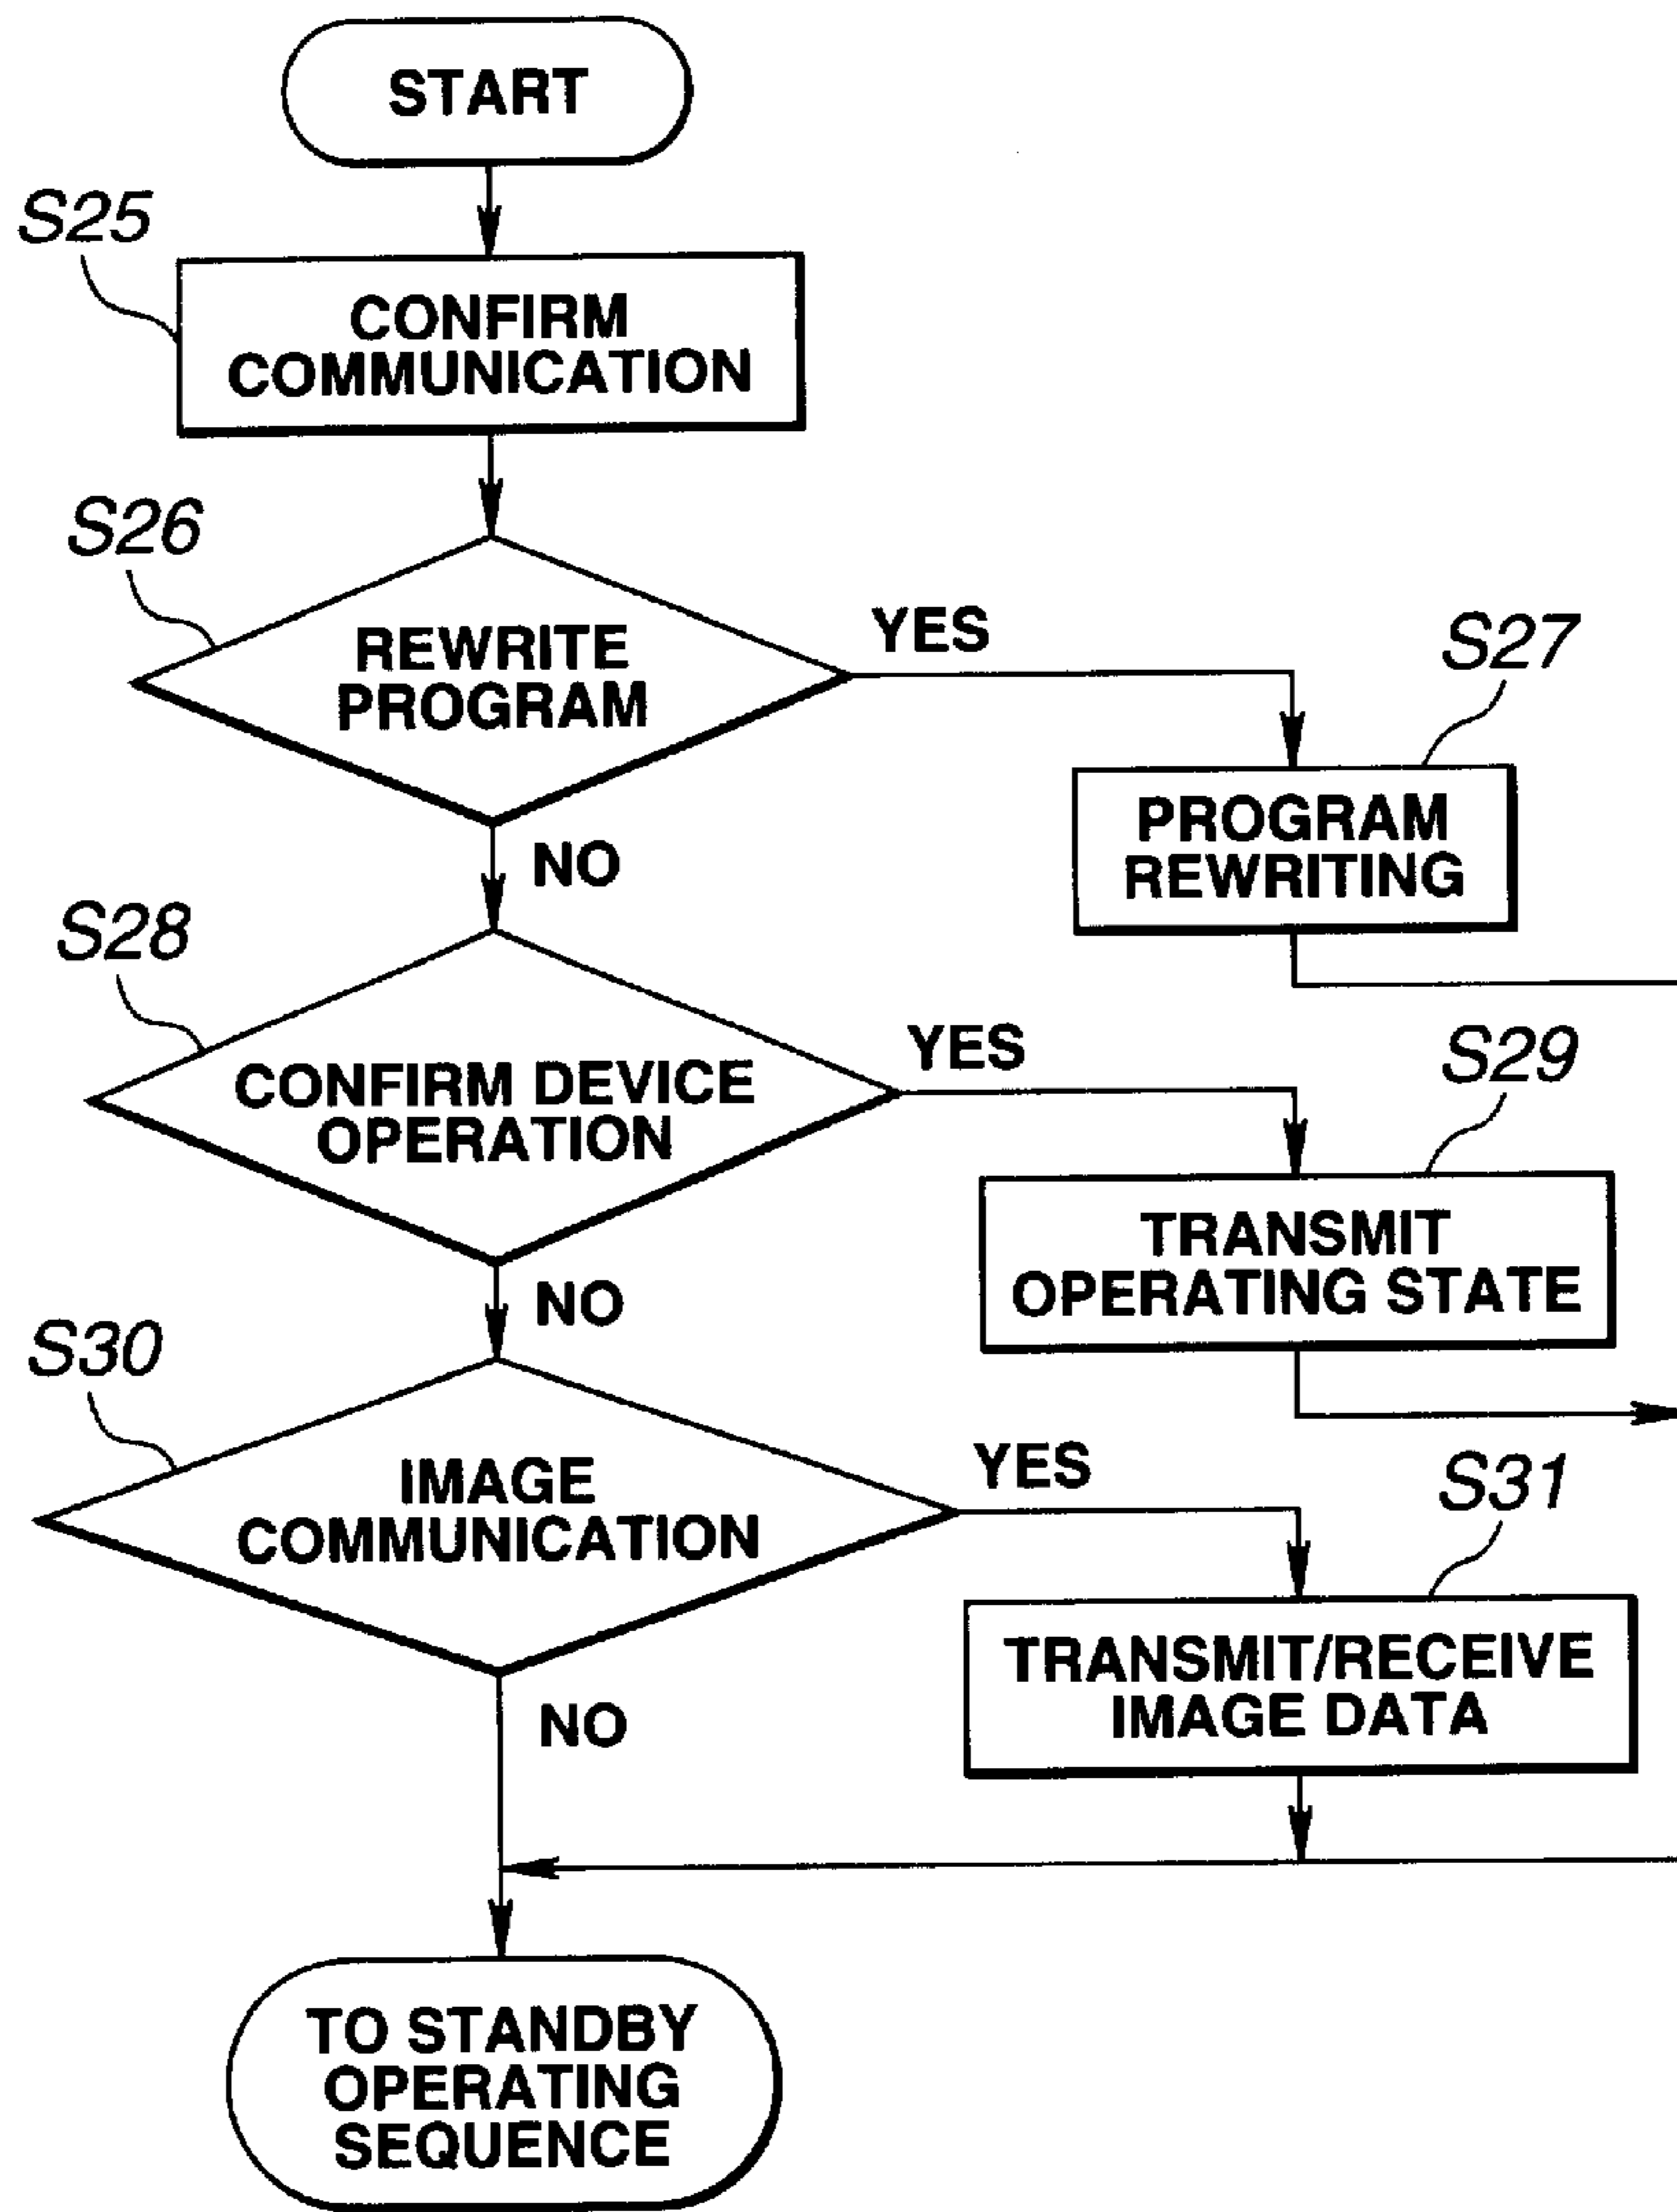 START
S25
CONFIRM
COMMUNICATION
S26
REWRITE
PROGRAM
YES
S27
PROGRAM
REWRITING
NO
S28
CONFIRM DEVICE
OPERATION
YES
S29
TRANSMIT
OPERATING STATE
NO
S30
IMAGE
COMMUNICATION
YES
S31
TRANSMIT/RECEIVE
IMAGE DATA
NO
TO STANDBY
OPERATING
SEQUENCE